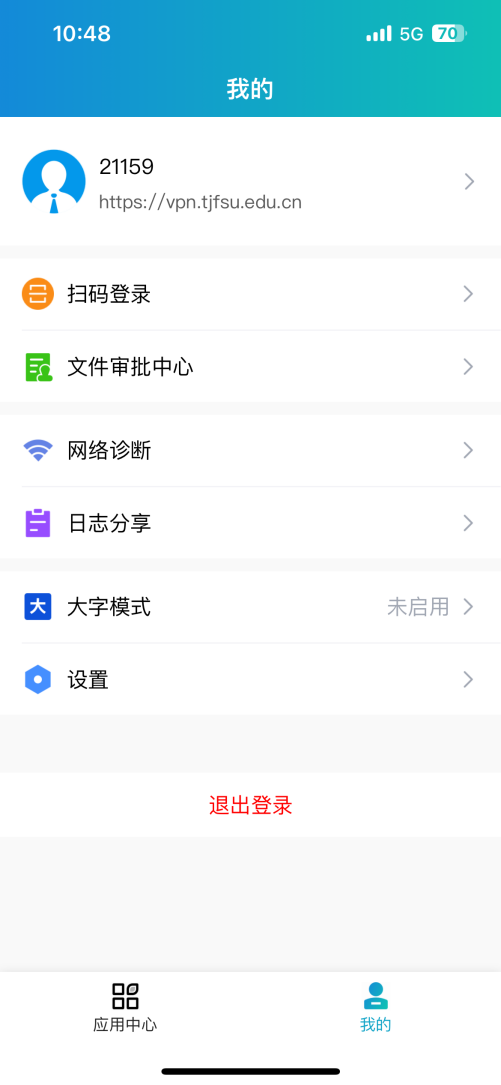 10:48 5G 70
我的
21159
https://vpn.tjfsu.edu.cn
扫码登录
文件审批中心
网络诊断
日志分享
大 大字模式 未启用
设置
退出登录
应用中心 我的